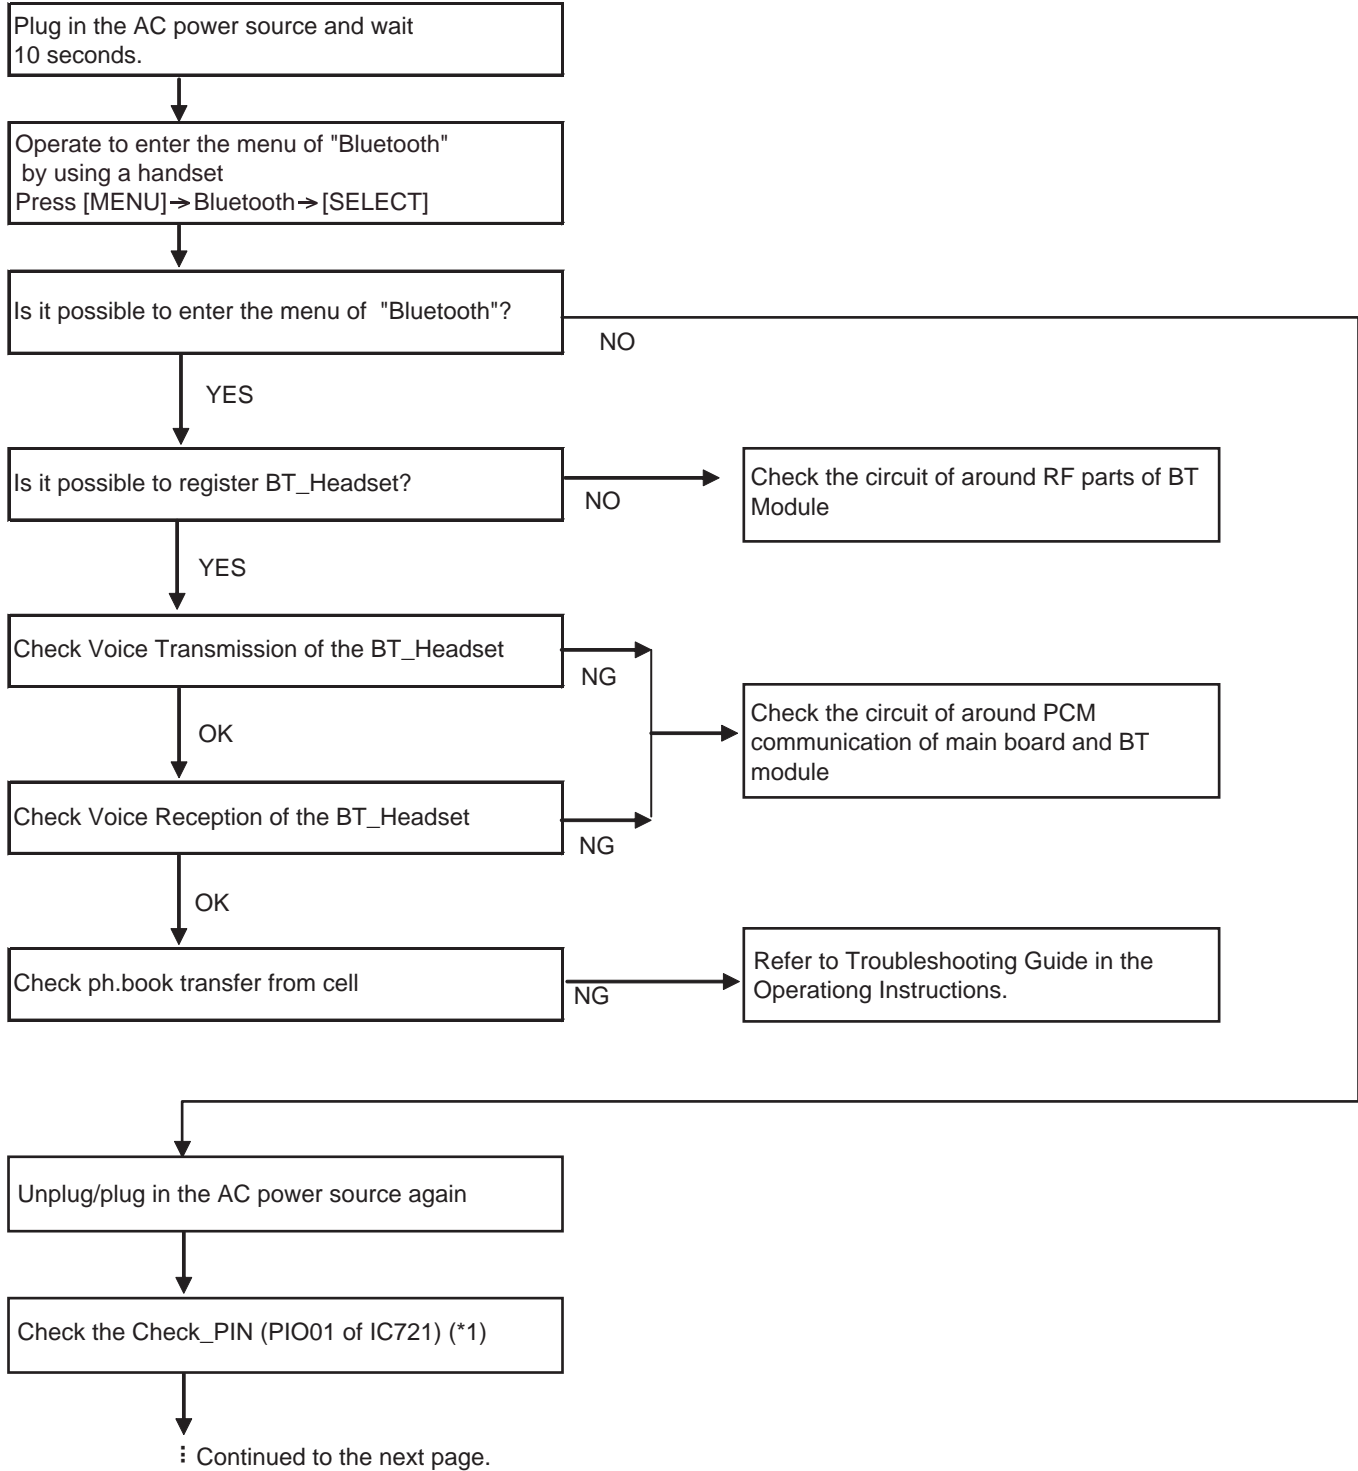 Plug in the AC power source and wait
10 seconds.
Operate to enter the menu of "Bluetooth"
by using a handset
Press [MENU]→Bluetooth→[SELECT]
Is it possible to enter the menu of "Bluetooth"?
NO
YES
Is it possible to register BT_Headset?
NO
Check the circuit of around RF parts of BT
Module
YES
Check Voice Transmission of the BT_Headset
NG
OK
Check the circuit of around PCM
communication of main board and BT
module
Check Voice Reception of the BT_Headset
NG
OK
Check ph.book transfer from cell
NG
Refer to Troubleshooting Guide in the
Operationg Instructions.
Unplug/plug in the AC power source again
Check the Check_PIN (PIO01 of IC721) (*1)
Continued to the next page.